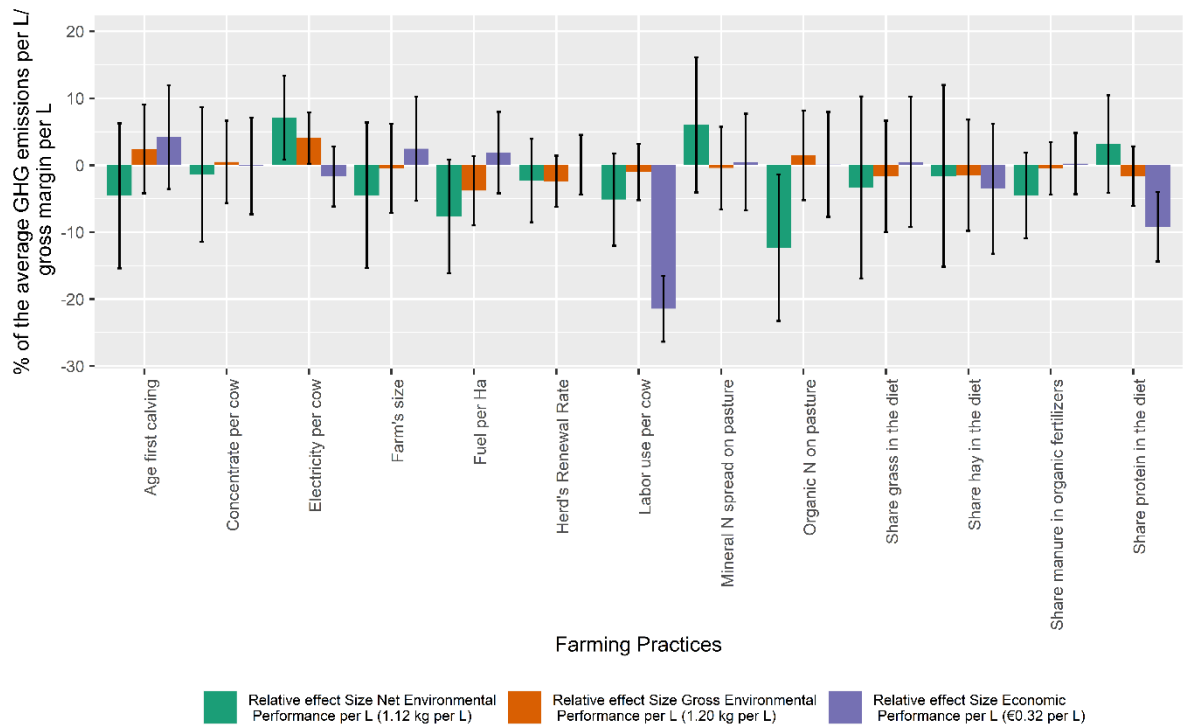 % of the average GHG emissions per L/
gross margin per L
20
10
0
-10
-20
-30
Age first calving
Concentrate per cow
Electricity per cow
Farm's size
Fuel per Ha
Herd's Renewal Rate
Labor use per cow
Mineral N spread on pasture
Organic N on pasture
Share grass in the diet
Share hay in the diet
Share manure in organic fertilizers
Share protein in the diet
Farming Practices
Relative effect Size Net Environmental
Performance per L (1.12 kg per L)
Relative effect Size Gross Environmental
Performance per L (1.20 kg per L)
Relative effect Size Economic
Performance per L (€0.32 per L)